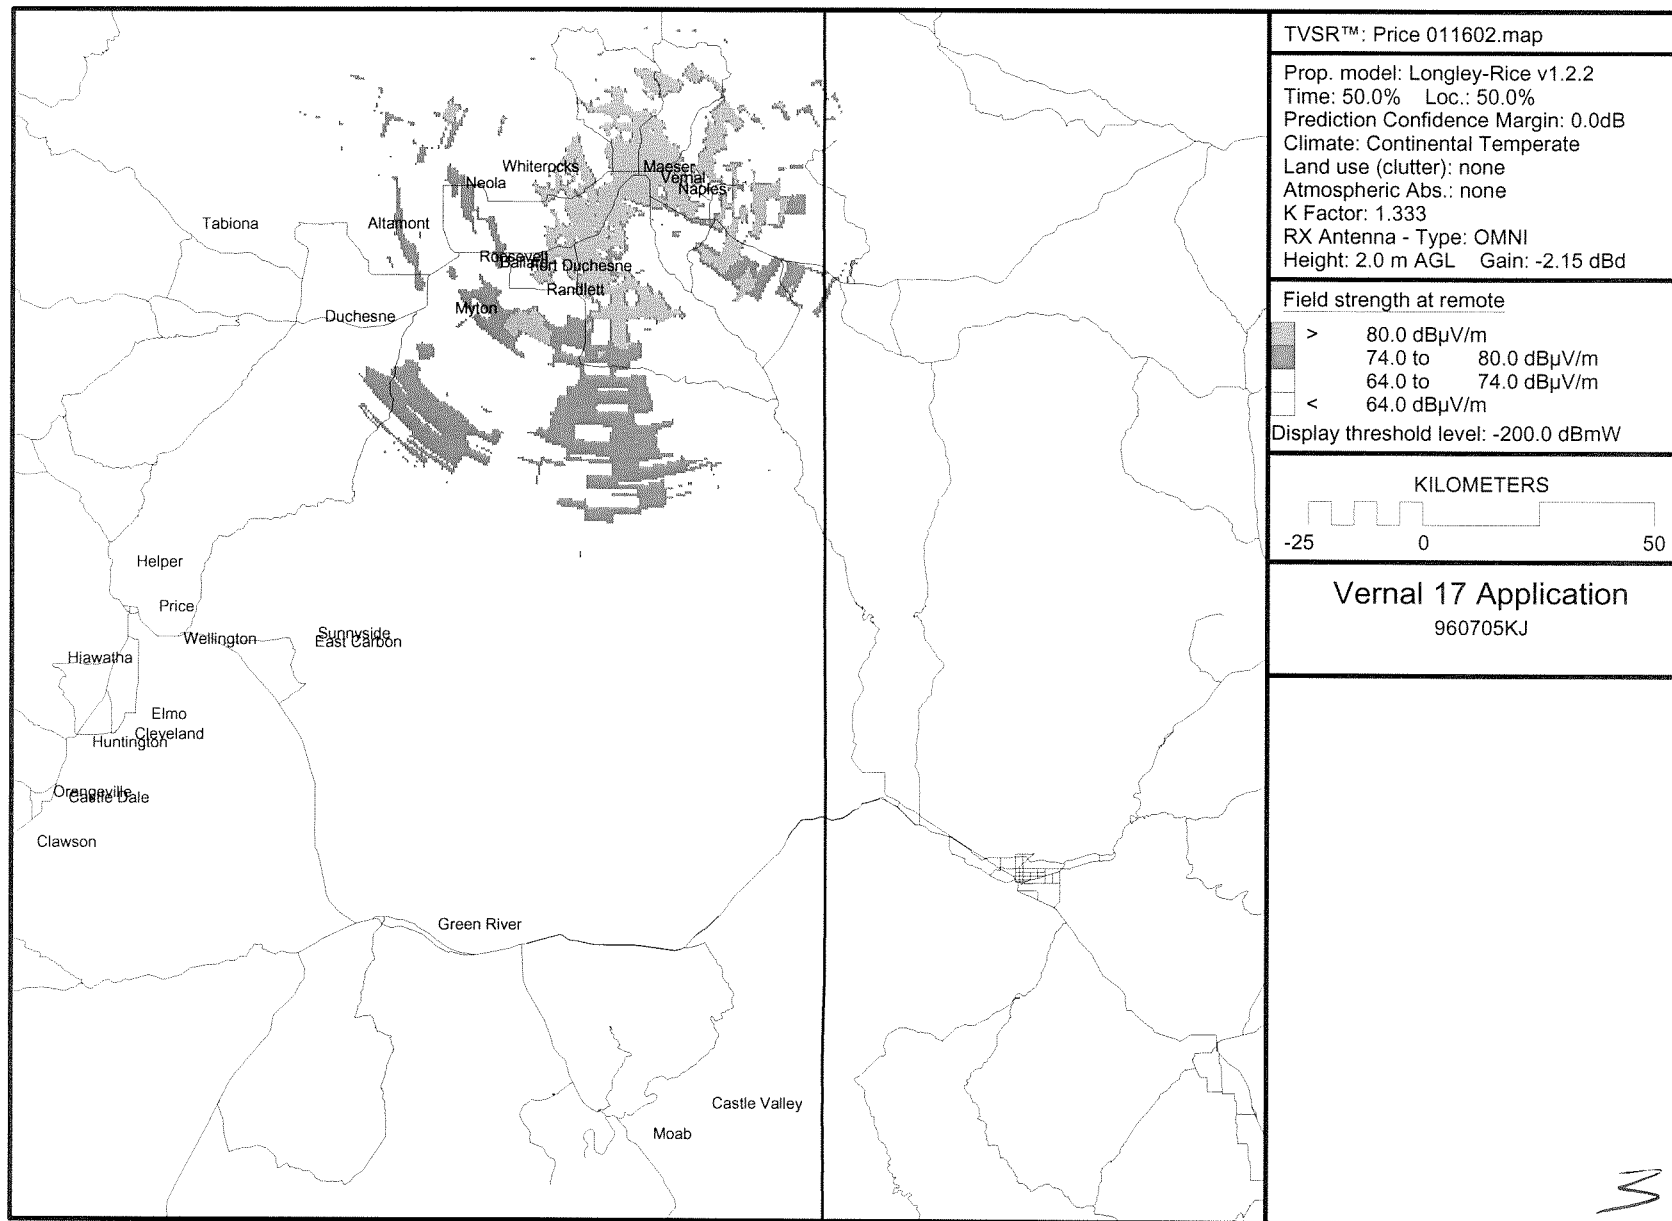 TVSR™: Price 011602.map
Prop. model: Longley-Rice v1.2.2
Time: 50.0% Loc.: 50.0%
Prediction Confidence Margin: 0.0dB
Climate: Continental Temperate
Land use (clutter): none
Atmospheric Abs.: none
K Factor: 1.333
RX Antenna - Type: OMNI
Height: 2.0 m AGL Gain: -2.15 dBd
Field strength at remote
> 80.0 dBµV/m
74.0 to 80.0 dBµV/m
64.0 to 74.0 dBµV/m
< 64.0 dBµV/m
Display threshold level: -200.0 dBmW
KILOMETERS
-25 0 50
Vernal 17 Application
960705KJ
Whiterocks
Maeser
Vernal
Neola
Naples
Tabiona
Altamont
Roosevelt
Ballard
Fort Duchesne
Randlett
Myton
Duchesne
Helper
Price
Wellington
Sunnyside
East Carbon
Hiawatha
Elmo
Cleveland
Huntington
Orangeville
Castle Dale
Clawson
Green River
Castle Valley
Moab